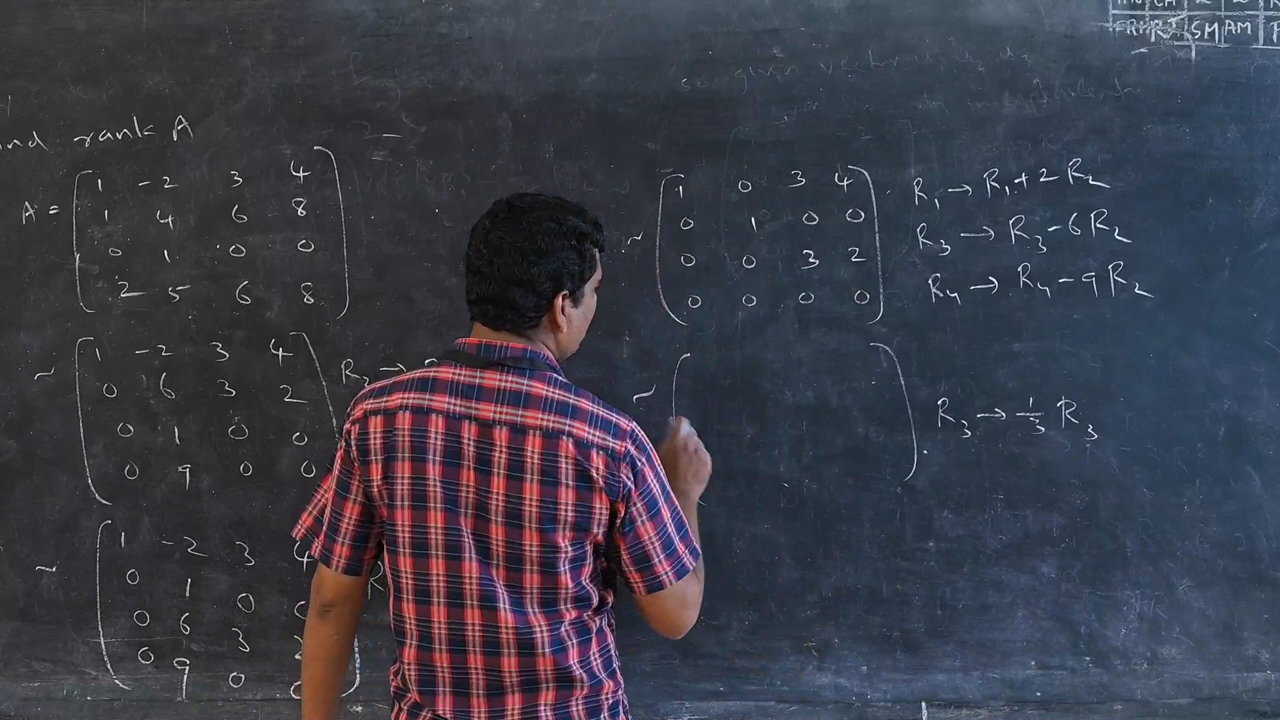 rank A
A = 1 -2 3 4
1 4 6 8
0 1 0 0
2 5 6 8
~ 1 -2 3 4
0 6 3 2
0 1 0 0
0 9 0 0
~ 1 -2 3 4
0 1 0
0 6 3
0 9 0
~ 1 0 3 4 R₁ → R₁ + 2 R₂
0 1 0 0 R₃ → R₃ - 6 R₂
0 0 3 2 R₄ → R₄ - 9 R₂
0 0 0 0
~ R₃ → 1/3 R₃
SM AM